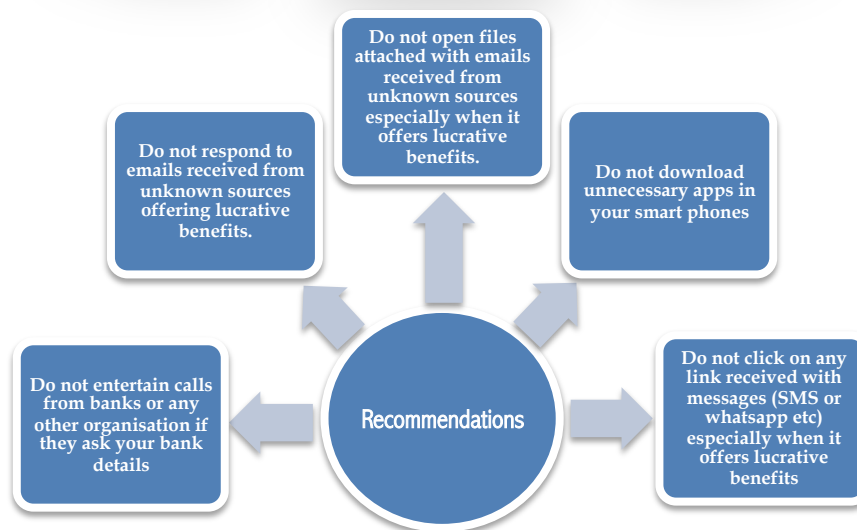 Do not open files
attached with emails
received from
unknown sources
especially when it
offers lucrative
benefits.
Do not respond to
emails received from
unknown sources
offering lucrative
benefits.
Do not download
unnecessary apps in
your smart phones
Do not entertain calls
from banks or any
other organisation if
they ask your bank
details
Recommendations
Do not click on any
link received with
messages (SMS or
whatsapp etc)
especially when it
offers lucrative
benefits